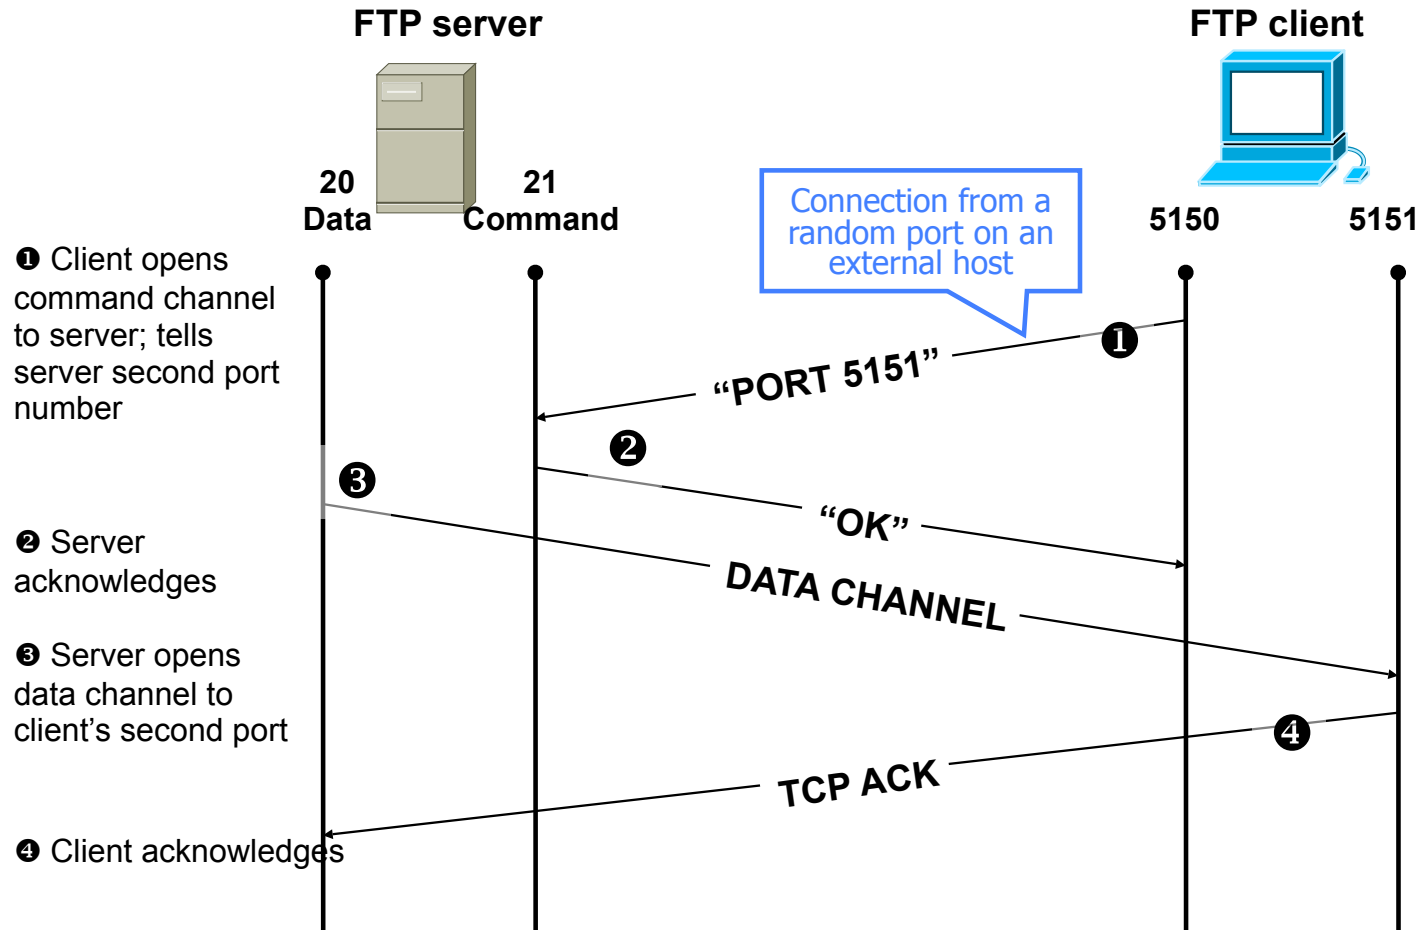 FTP server
FTP client
20
Data
21
Command
Connection from a
random port on an
external host
5150
5151
❶ Client opens
command channel
to server; tells
server second port
number
❶
“PORT 5151”
❷
❸
“OK”
❷ Server
acknowledges
DATA CHANNEL
❸ Server opens
data channel to
client’s second port
❹
TCP ACK
❹ Client acknowledges